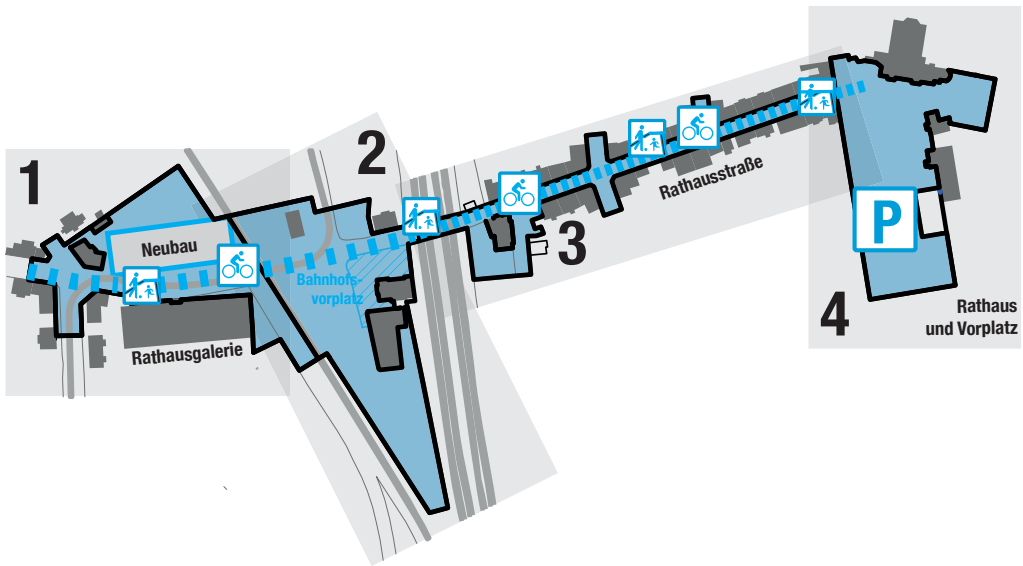 1
2
3
4
Neubau
Bahnhofs-
vorplatz
Rathausgalerie
Rathausstraße
P
Rathaus
und Vorplatz